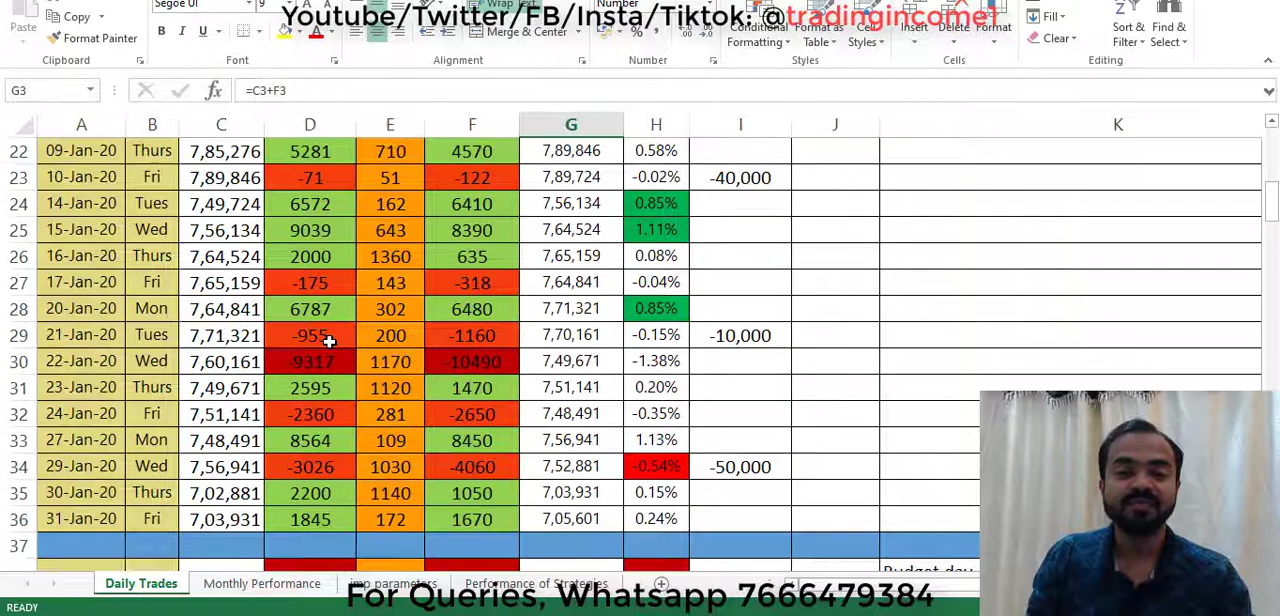 Youtube/Twitter/FB/Insta/Tiktok: @tradingincome1
Paste Copy Format Painter B I U Merge & Center % Conditional Formatting Format as Table Cell Styles Insert Delete Format Fill Clear Sort & Filter Find & Select
Clipboard Font Alignment Number Styles Cells Editing
G3 fx =C3+F3
A B C D E F G H I J K
22 09-Jan-20 Thurs 7,85,276 5281 710 4570 7,89,846 0.58%
23 10-Jan-20 Fri 7,89,846 -71 51 -122 7,89,724 -0.02% -40,000
24 14-Jan-20 Tues 7,49,724 6572 162 6410 7,56,134 0.85%
25 15-Jan-20 Wed 7,56,134 9039 643 8390 7,64,524 1.11%
26 16-Jan-20 Thurs 7,64,524 2000 1360 635 7,65,159 0.08%
27 17-Jan-20 Fri 7,65,159 -175 143 -318 7,64,841 -0.04%
28 20-Jan-20 Mon 7,64,841 6787 302 6480 7,71,321 0.85%
29 21-Jan-20 Tues 7,71,321 -955 200 -1160 7,70,161 -0.15% -10,000
30 22-Jan-20 Wed 7,60,161 -9317 1170 -10490 7,49,671 -1.38%
31 23-Jan-20 Thurs 7,49,671 2595 1120 1470 7,51,141 0.20%
32 24-Jan-20 Fri 7,51,141 -2360 281 -2650 7,48,491 -0.35%
33 27-Jan-20 Mon 7,48,491 8564 109 8450 7,56,941 1.13%
34 29-Jan-20 Wed 7,56,941 -3026 1030 -4060 7,52,881 -0.54% -50,000
35 30-Jan-20 Thurs 7,02,881 2200 1140 1050 7,03,931 0.15%
36 31-Jan-20 Fri 7,03,931 1845 172 1670 7,05,601 0.24%
37
Budget day
Daily Trades Monthly Performance imp parameters Performance of Strategies
For Queries, Whatsapp 7666479384
READY